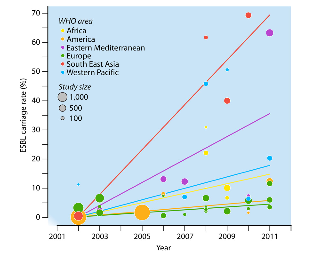 70
60
50
40
30
20
10
0
ESBL carriage rate (%)
WHO area
Africa
America
Eastern Mediterranean
Europe
South East Asia
Western Pacific
Study size
1,000
500
100
2001 2003 2005 2007 2009 2011
Year